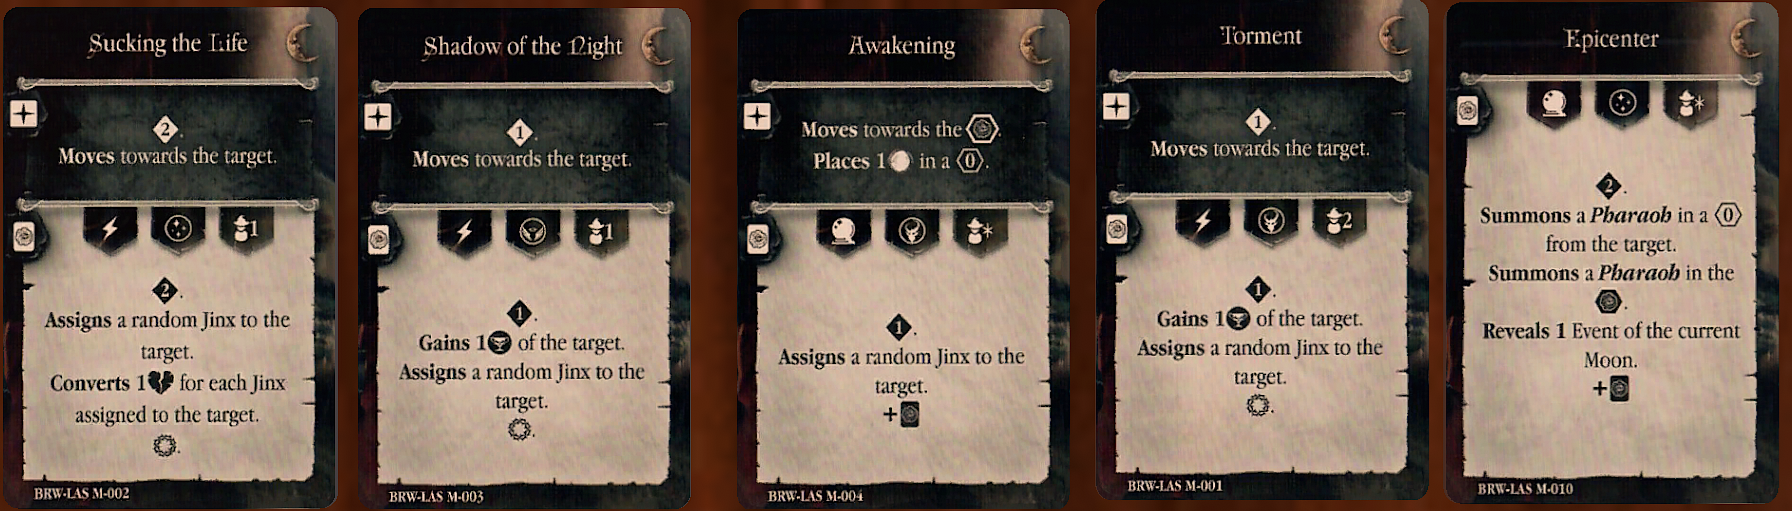 Sucking the Life
2.
Moves towards the target.
1
2.
Assigns a random Jinx to the
target.
Converts 1 for each Jinx
assigned to the target.
BRW-LAS M-002
Shadow of the Night
1.
Moves towards the target.
1
1.
Gains 1 of the target.
Assigns a random Jinx to the
target.
BRW-LAS M-003
Awakening
Moves towards the
Places 1 in a 0.
*
1.
Assigns a random Jinx to the
target.
+
BRW-LAS M-004
Torment
1.
Moves towards the target.
2
1.
Gains 1 of the target.
Assigns a random Jinx to the
target.
BRW-LAS M-001
Epicenter
*
2.
Summons a Pharaoh in a 0
from the target.
Summons a Pharaoh in the
.
Reveals 1 Event of the current
Moon.
+
BRW-LAS M-010